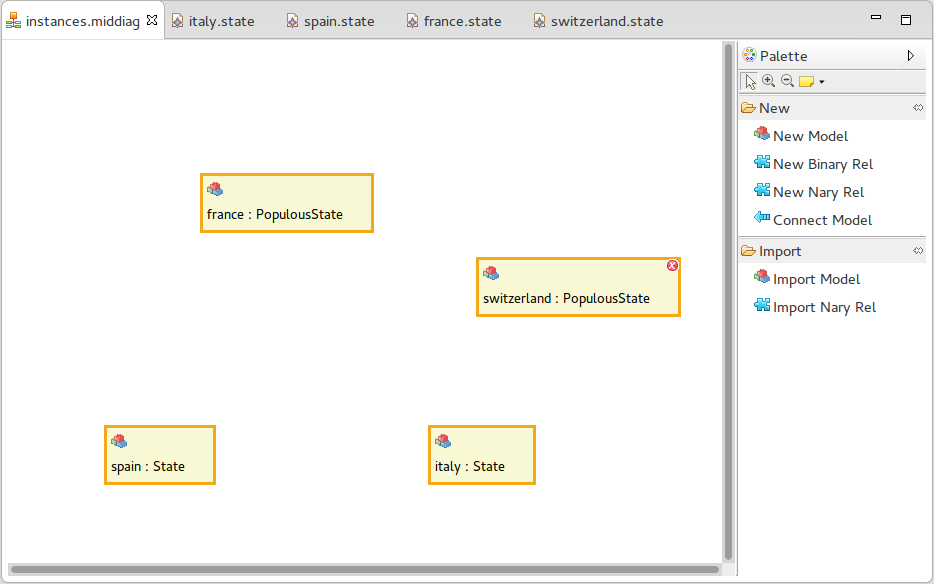 instances.middiag
italy.state
spain.state
france.state
switzerland.state
Palette
New
New Model
New Binary Rel
New Nary Rel
Connect Model
Import
Import Model
Import Nary Rel
france : PopulousState
switzerland : PopulousState
spain : State
italy : State